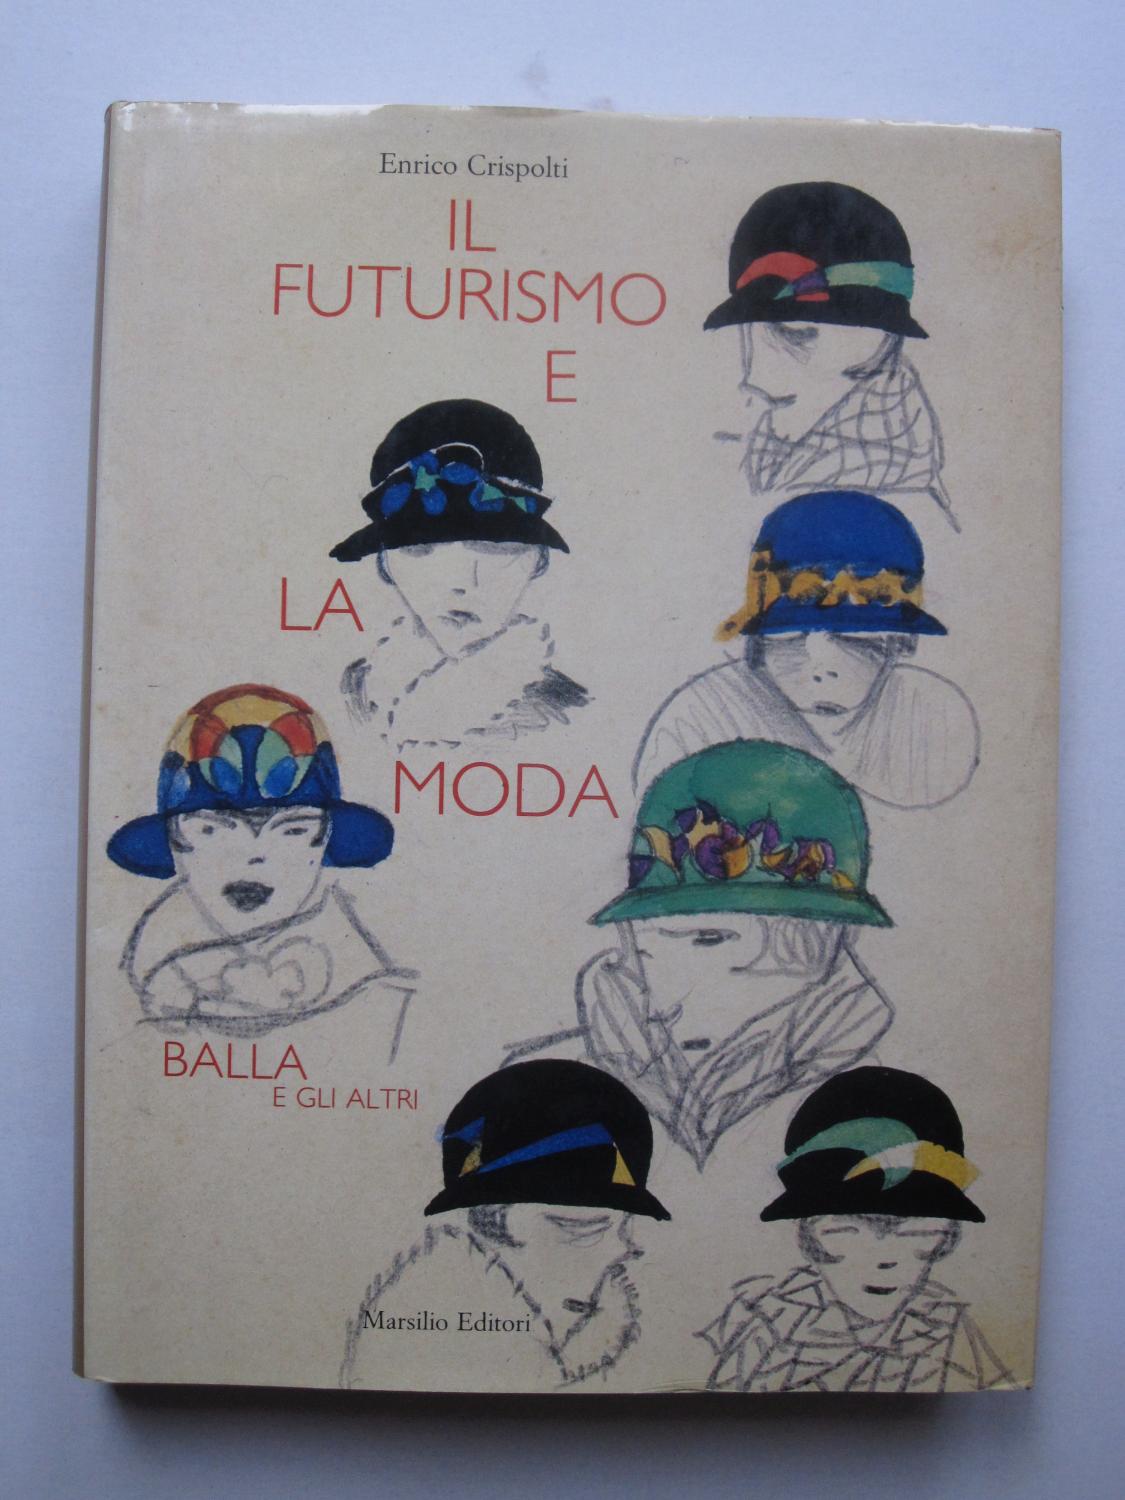 Enrico Crispolti
IL
FUTURISMO
E
LA
MODA
BALLA
E GLI ALTRI
Marsilio Editori